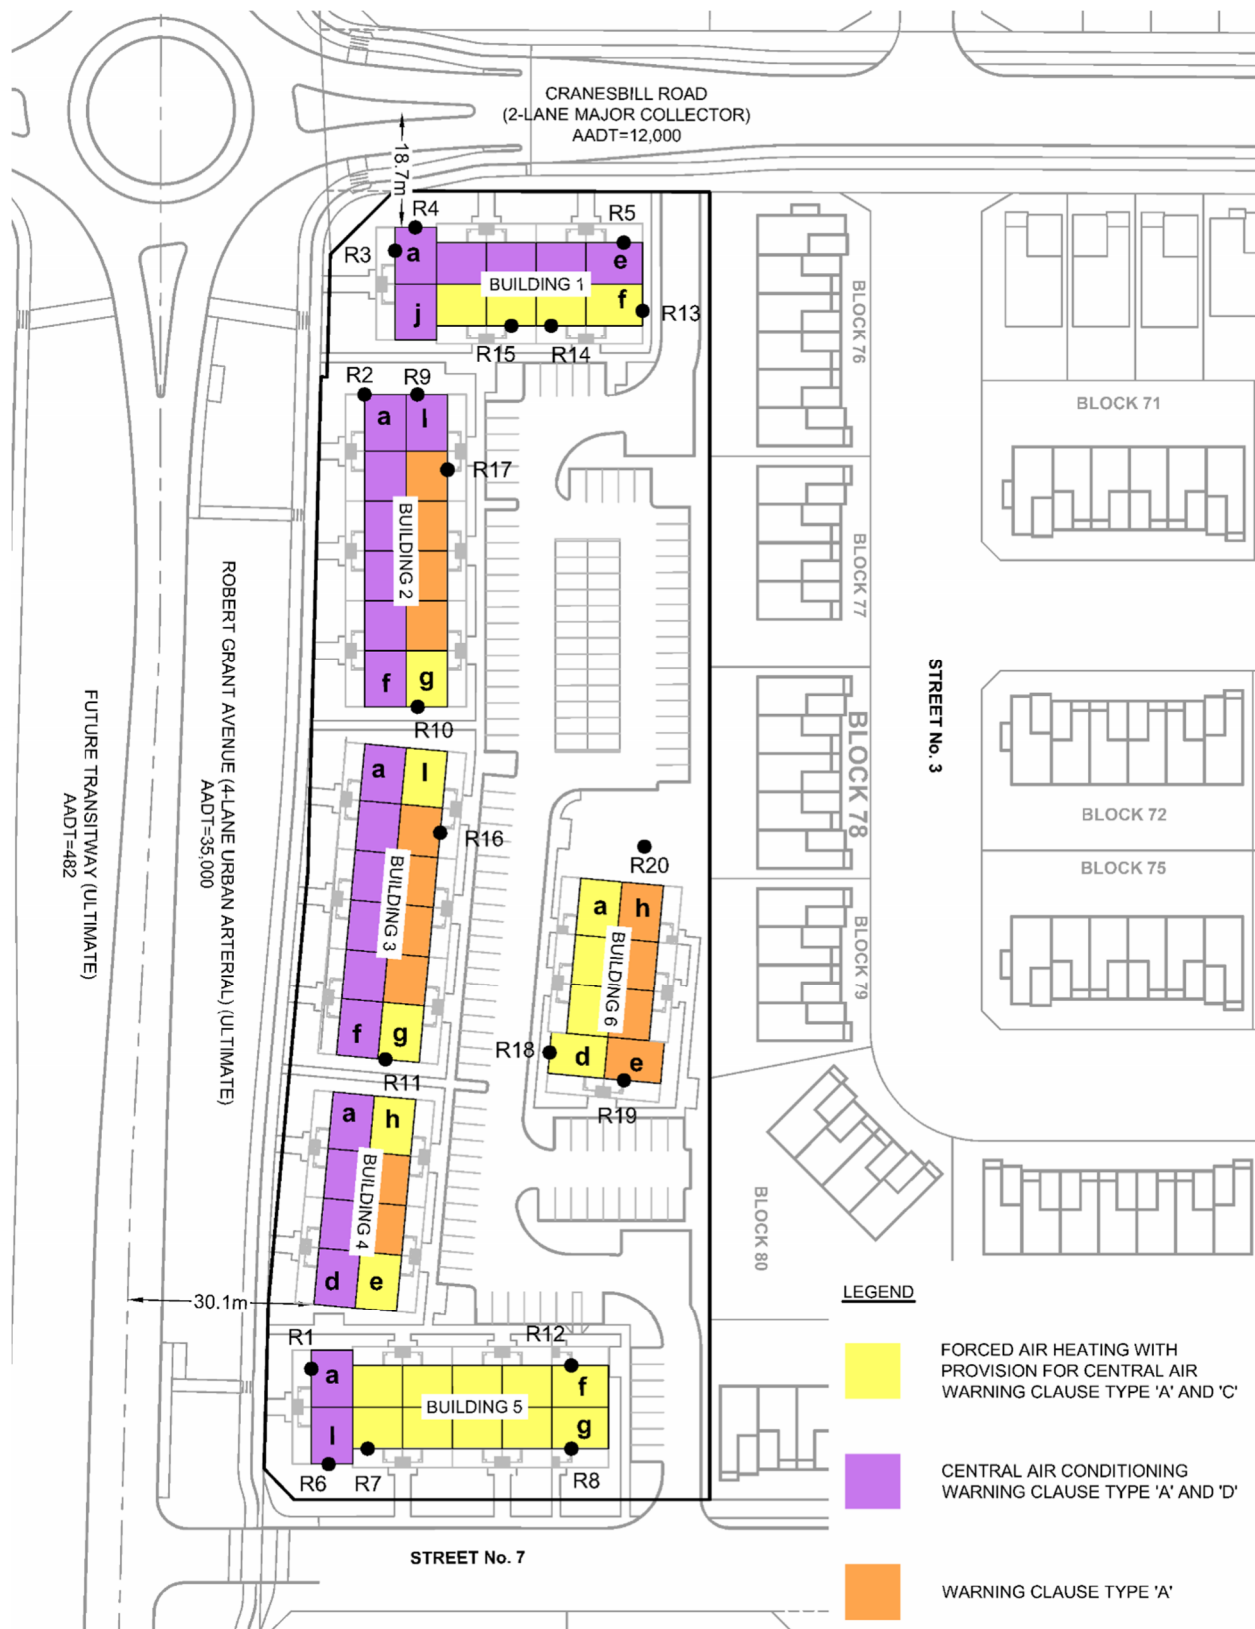 CRANESBILL ROAD
(2-LANE MAJOR COLLECTOR)
AADT=12,000
18.7m
R4
R5
R3
a
e
BUILDING 1
j
f
R13
R15
R14
R2
R9
a
l
R17
BUILDING 2
f
g
R10
a
l
R16
BUILDING 3
f
g
R11
a
h
BUILDING 4
d
e
30.1m
R20
a
h
BUILDING 6
R18
d
e
R19
R1
R12
a
f
BUILDING 5
l
g
R6
R7
R8
STREET No. 7
FUTURE TRANSITWAY (ULTIMATE)
AADT=482
ROBERT GRANT AVENUE (4-LANE URBAN ARTERIAL) (ULTIMATE)
AADT=35,000
BLOCK 76
BLOCK 77
BLOCK 78
BLOCK 79
BLOCK 80
STREET No. 3
BLOCK 71
BLOCK 72
BLOCK 75
LEGEND
FORCED AIR HEATING WITH
PROVISION FOR CENTRAL AIR
WARNING CLAUSE TYPE 'A' AND 'C'
CENTRAL AIR CONDITIONING
WARNING CLAUSE TYPE 'A' AND 'D'
WARNING CLAUSE TYPE 'A'